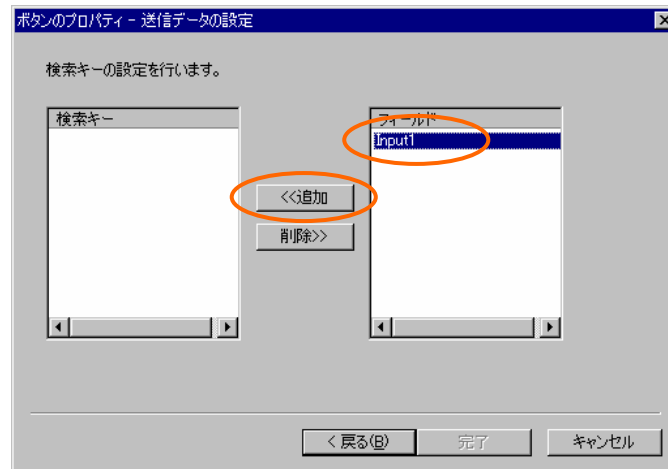 ボタンのプロパティ - 送信データの設定
検索キーの設定を行います。
検索キー
フィールド
Input1
<<追加
削除>>
< 戻る(B)
完了
キャンセル